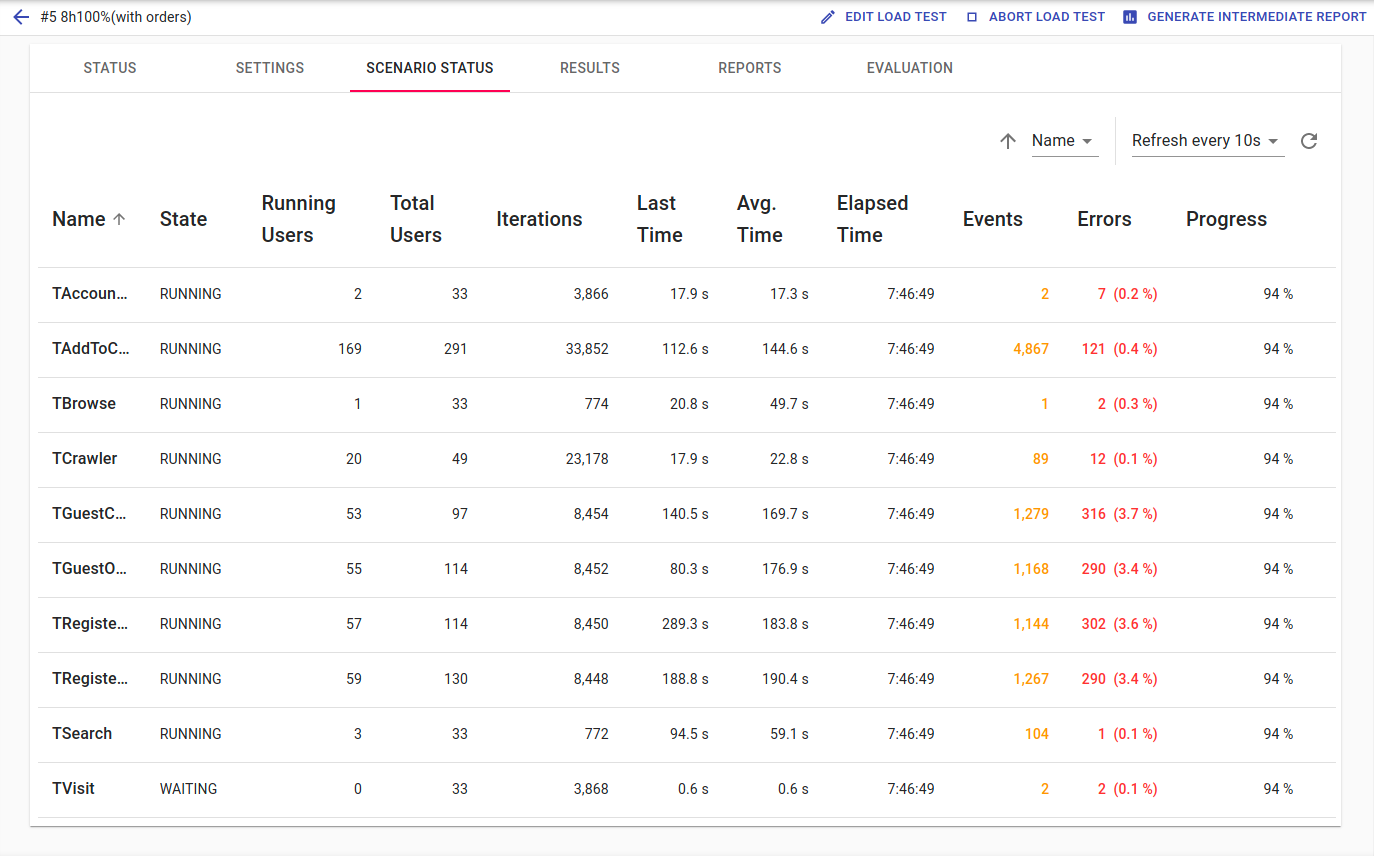 #5 8h100%(with orders) EDIT LOAD TEST ABORT LOAD TEST GENERATE INTERMEDIATE REPORT
STATUS SETTINGS SCENARIO STATUS RESULTS REPORTS EVALUATION
Name Refresh every 10s
Name State Running Users Total Users Iterations Last Time Avg. Time Elapsed Time Events Errors Progress
TAccoun... RUNNING 2 33 3,866 17.9 s 17.3 s 7:46:49 2 7 (0.2 %) 94 %
TAddToC... RUNNING 169 291 33,852 112.6 s 144.6 s 7:46:49 4,867 121 (0.4 %) 94 %
TBrowse RUNNING 1 33 774 20.8 s 49.7 s 7:46:49 1 2 (0.3 %) 94 %
TCrawler RUNNING 20 49 23,178 17.9 s 22.8 s 7:46:49 89 12 (0.1 %) 94 %
TGuestC... RUNNING 53 97 8,454 140.5 s 169.7 s 7:46:49 1,279 316 (3.7 %) 94 %
TGuestO... RUNNING 55 114 8,452 80.3 s 176.9 s 7:46:49 1,168 290 (3.4 %) 94 %
TRegiste... RUNNING 57 114 8,450 289.3 s 183.8 s 7:46:49 1,144 302 (3.6 %) 94 %
TRegiste... RUNNING 59 130 8,448 188.8 s 190.4 s 7:46:49 1,267 290 (3.4 %) 94 %
TSearch RUNNING 3 33 772 94.5 s 59.1 s 7:46:49 104 1 (0.1 %) 94 %
TVisit WAITING 0 33 3,868 0.6 s 0.6 s 7:46:49 2 2 (0.1 %) 94 %